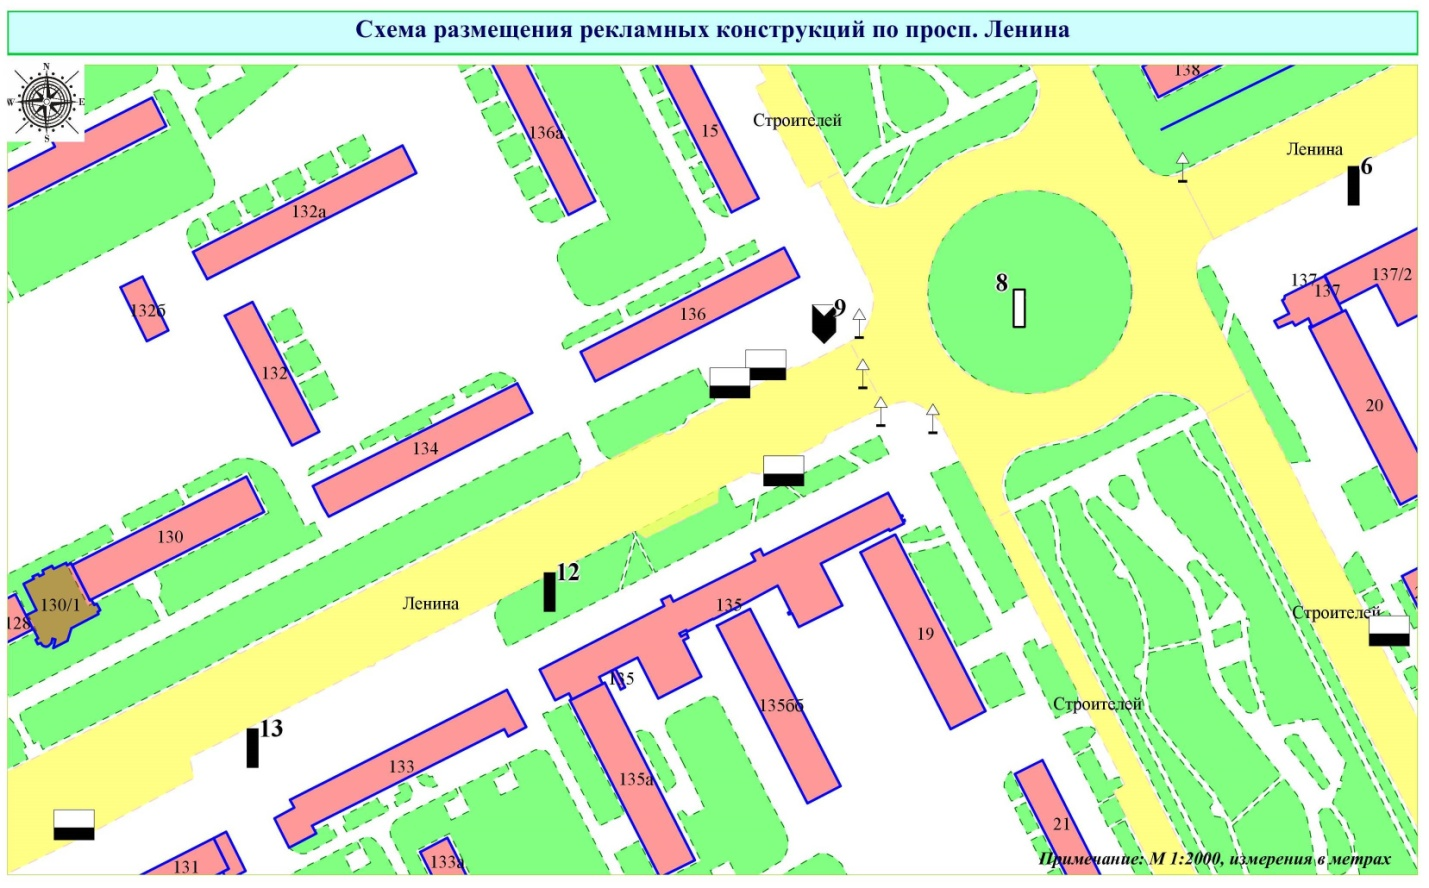 Схема размещения рекламных конструкций по просп. Ленина
N
W E
S
138
136а
15
Строителей
Ленина
6
132а
137
137
137/2
8
132б
136
9
132
20
134
130
12
130/1
Ленина
135
128
19
Строителей
135
135бб
Строителей
13
133
135а
21
131
133а
Примечание: М 1:2000, измерения в метрах